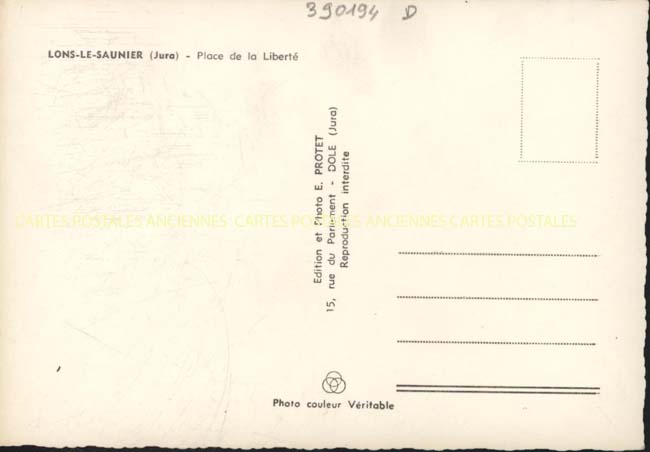 390194 D
LONS-LE-SAUNIER (Jura) - Place de la Liberté
Edition et Photo E. PROTET
15, rue du Parlement - DOLE (Jura)
Reproduction interdite
CARTES POSTALES ANCIENNES CARTES POSTALES ANCIENNES CARTES POSTALES
Photo couleur Véritable